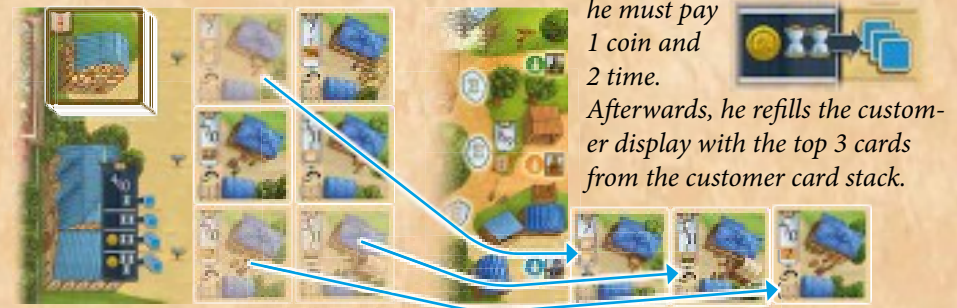 he must pay
1 coin and
2 time.
Afterwards, he refills the custom-
er display with the top 3 cards
from the customer card stack.